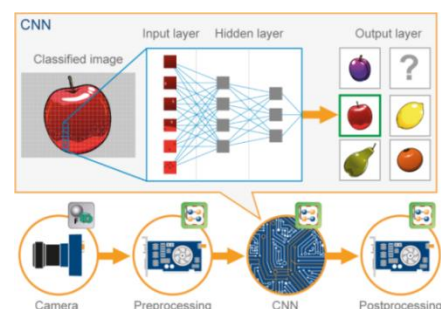 CNN
Input layer Hidden layer Output layer
Classified image
?
Camera Preprocessing CNN Postprocessing